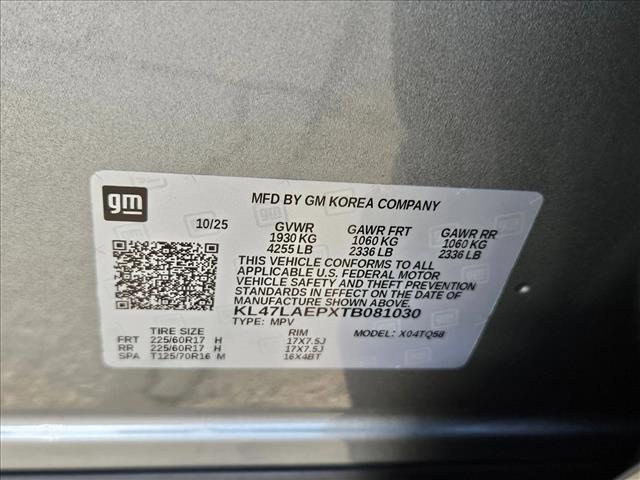 gm
MFD BY GM KOREA COMPANY
10/25 GVWR GAWR FRT GAWR RR
1930 KG 1060 KG 1060 KG
4255 LB 2336 LB 2336 LB
THIS VEHICLE CONFORMS TO ALL
APPLICABLE U.S. FEDERAL MOTOR
VEHICLE SAFETY AND THEFT PREVENTION
STANDARDS IN EFFECT ON THE DATE OF
MANUFACTURE SHOWN ABOVE.
KL47LAEPXTB081030
TYPE: MPV MODEL: X04TQ58
TIRE SIZE RIM
FRT 225/60R17 H 17X7.5J
RR 225/60R17 H 17X7.5J
SPA T125/70R16 M 16X4BT